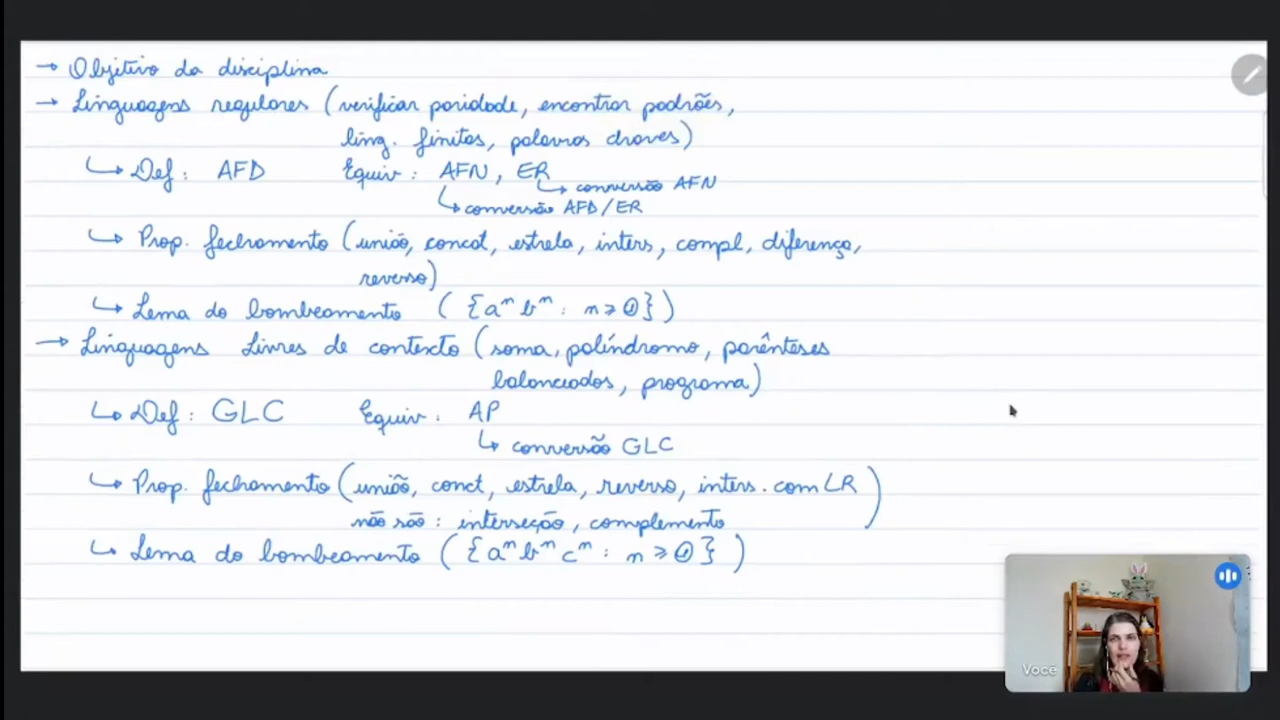 → Objetivo da disciplina
→ Linguagens regulares (verificar paridade, encontrar padrões,
ling. finitas, palavras chaves)
↳ Def: AFD Equiv: AFN, ER
↳ conversão AFN
↳ conversão AFD/ER
↳ Prop. fechamento (união, concat, estrela, inters, compl, diferença,
reverso)
↳ Lema do bombeamento ({aⁿbⁿ : n ≥ 0})
→ Linguagens Livres de contexto (soma, palíndromo, parênteses
balanceados, programa)
↳ Def: GLC Equiv: AP
↳ conversão GLC
↳ Prop. fechamento (união, conct, estrela, reverso, inters. com LR)
não são: interseção, complemento
↳ Lema do bombeamento ({aⁿbⁿcⁿ : n ≥ 0})
Você